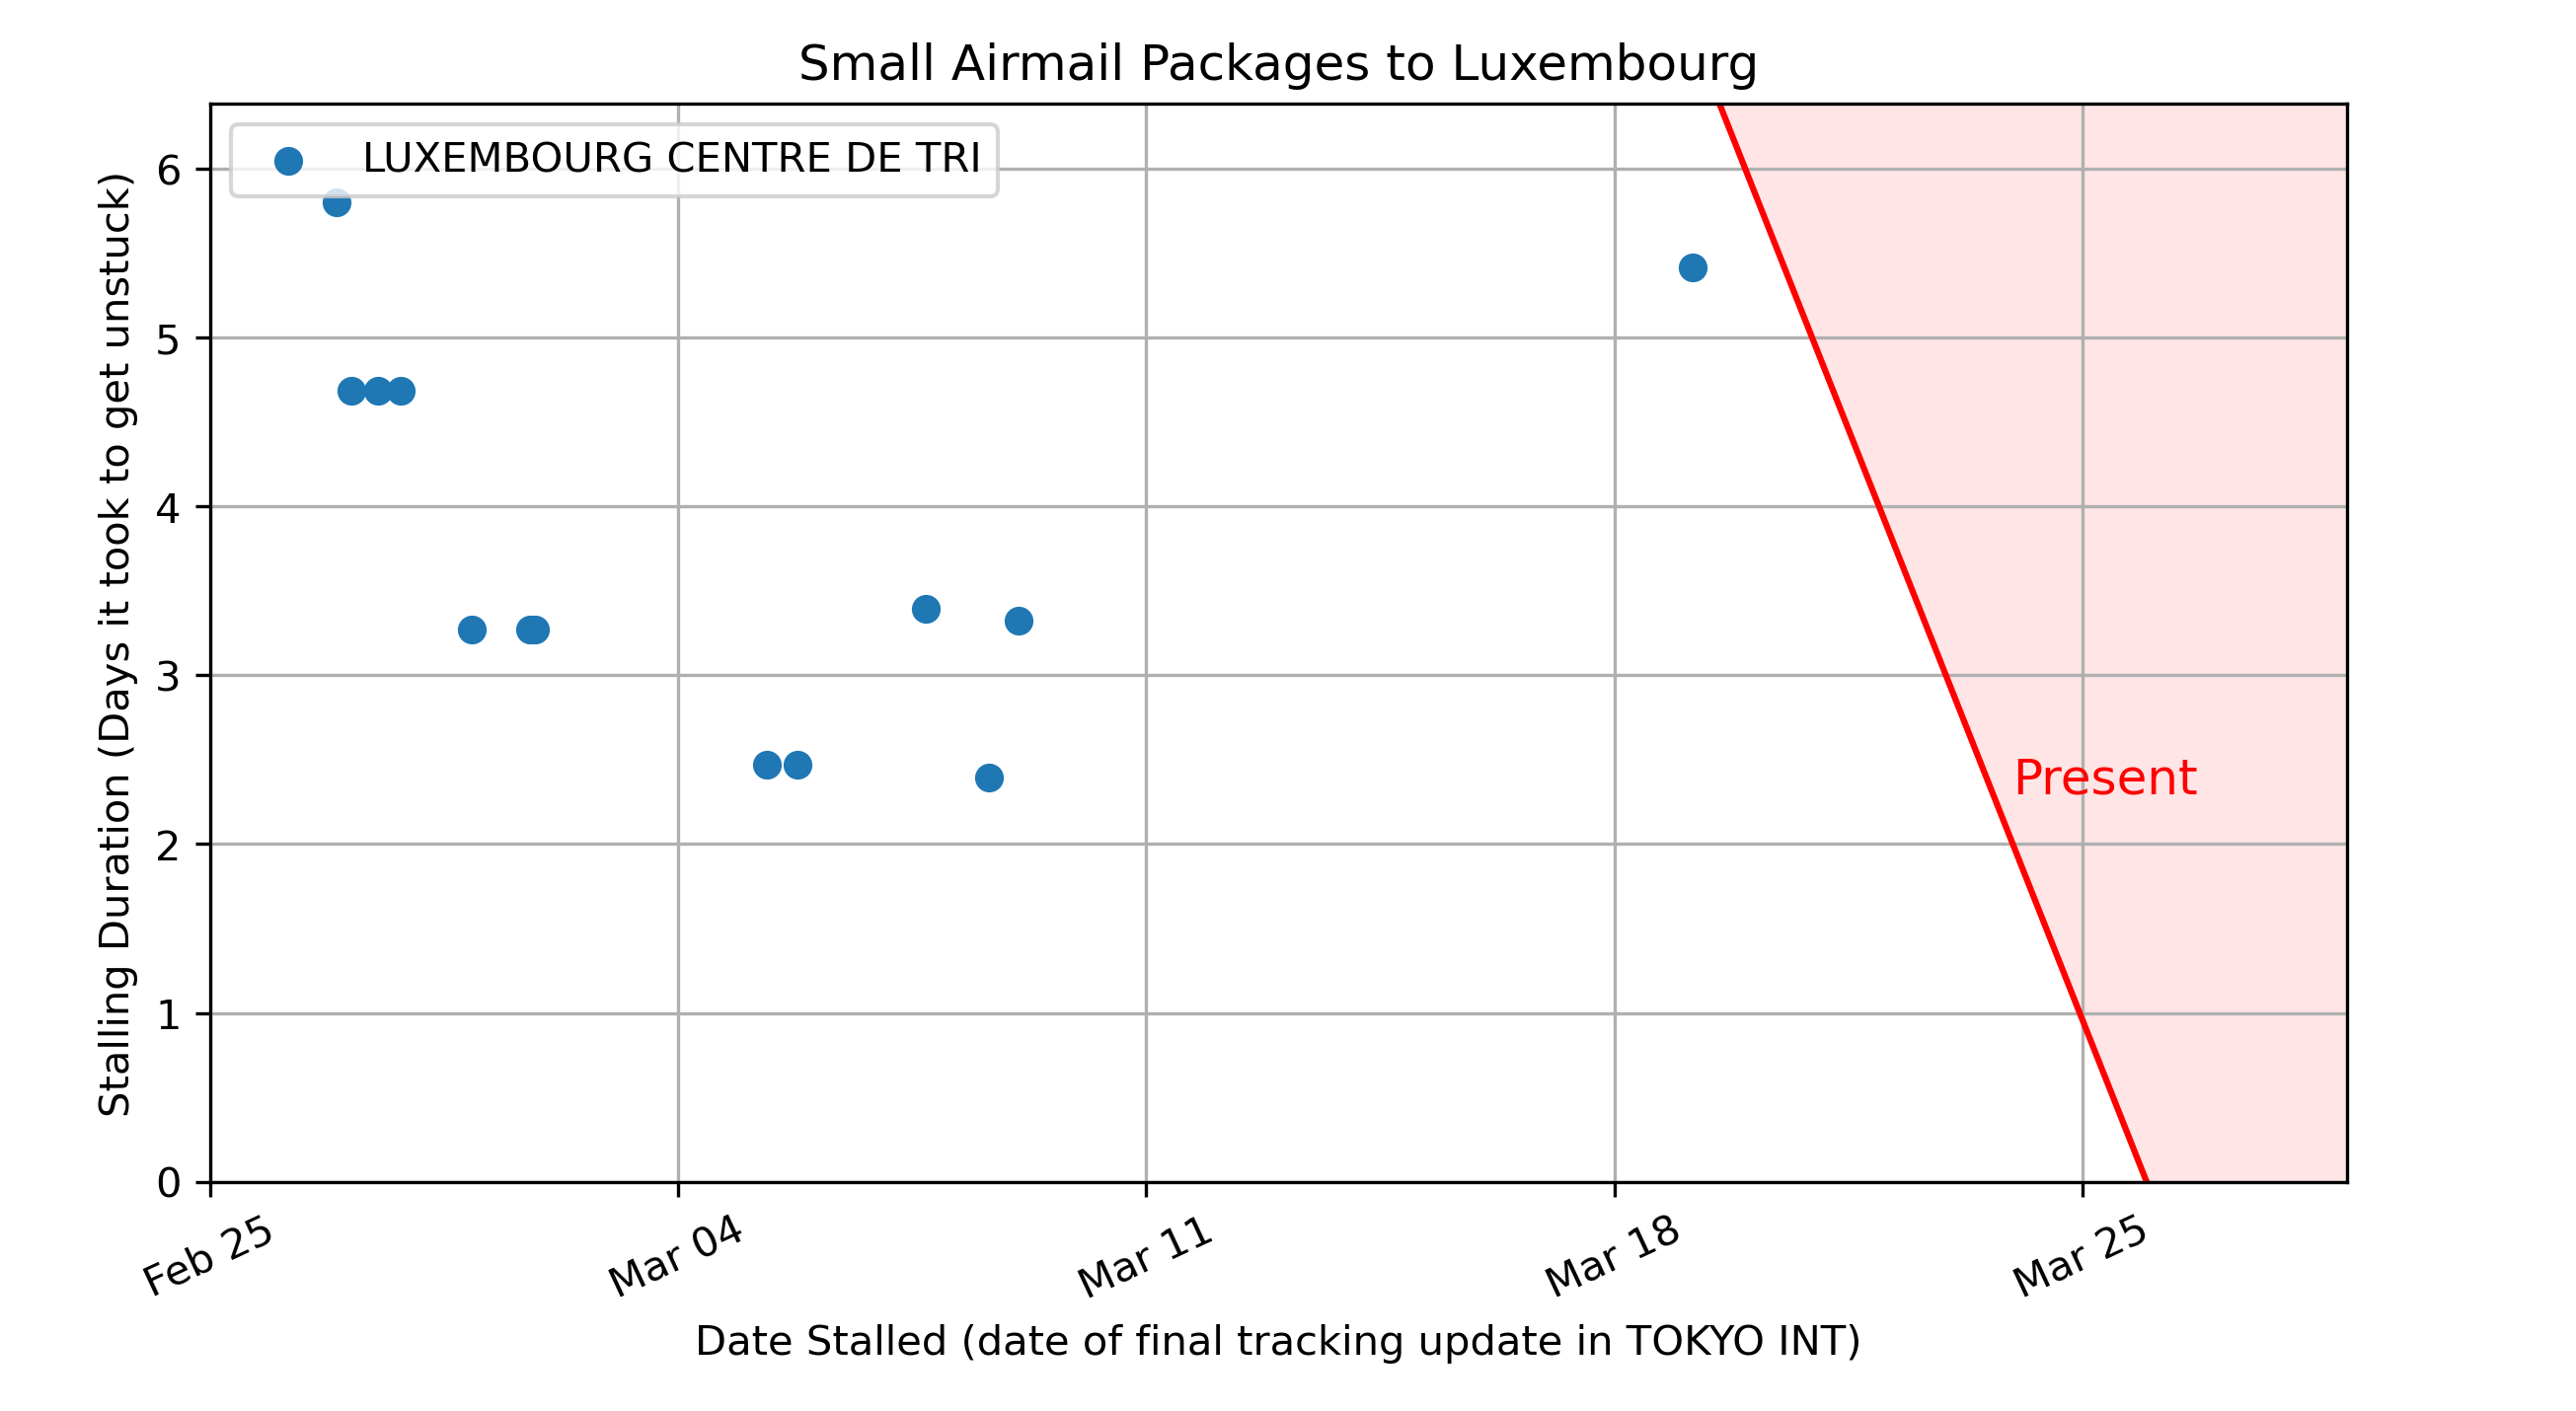 Small Airmail Packages to Luxembourg
LUXEMBOURG CENTRE DE TRI
Stalling Duration (Days it took to get unstuck)
6
5
4
3
2
1
0
Present
Feb 25
Mar 04
Mar 11
Mar 18
Mar 25
Date Stalled (date of final tracking update in TOKYO INT)